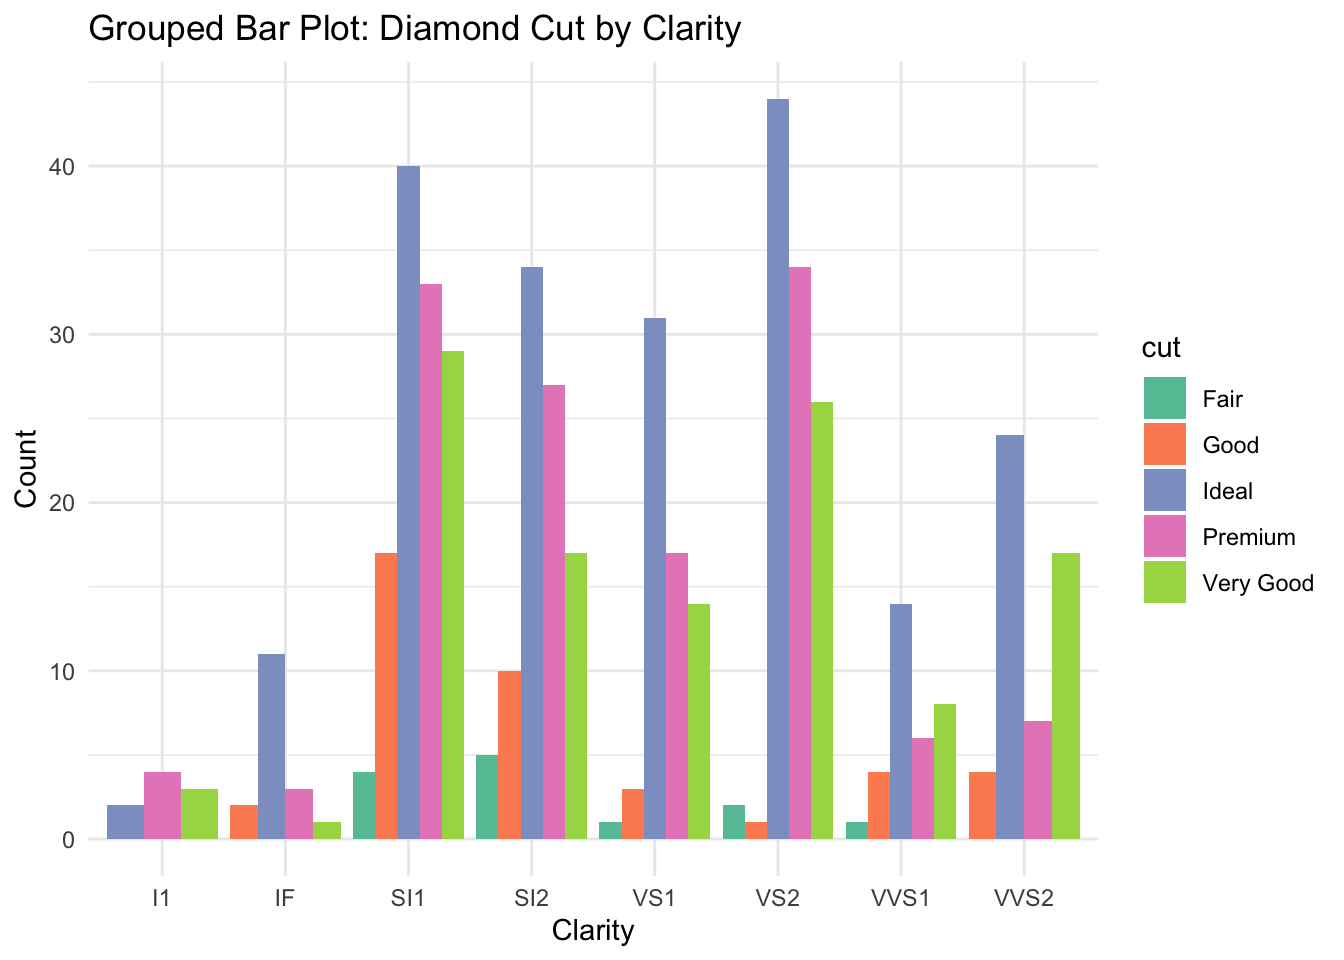 Grouped Bar Plot: Diamond Cut by Clarity
Count
40
30
20
10
0
I1 IF SI1 SI2 VS1 VS2 VVS1 VVS2
Clarity
cut
Fair
Good
Ideal
Premium
Very Good